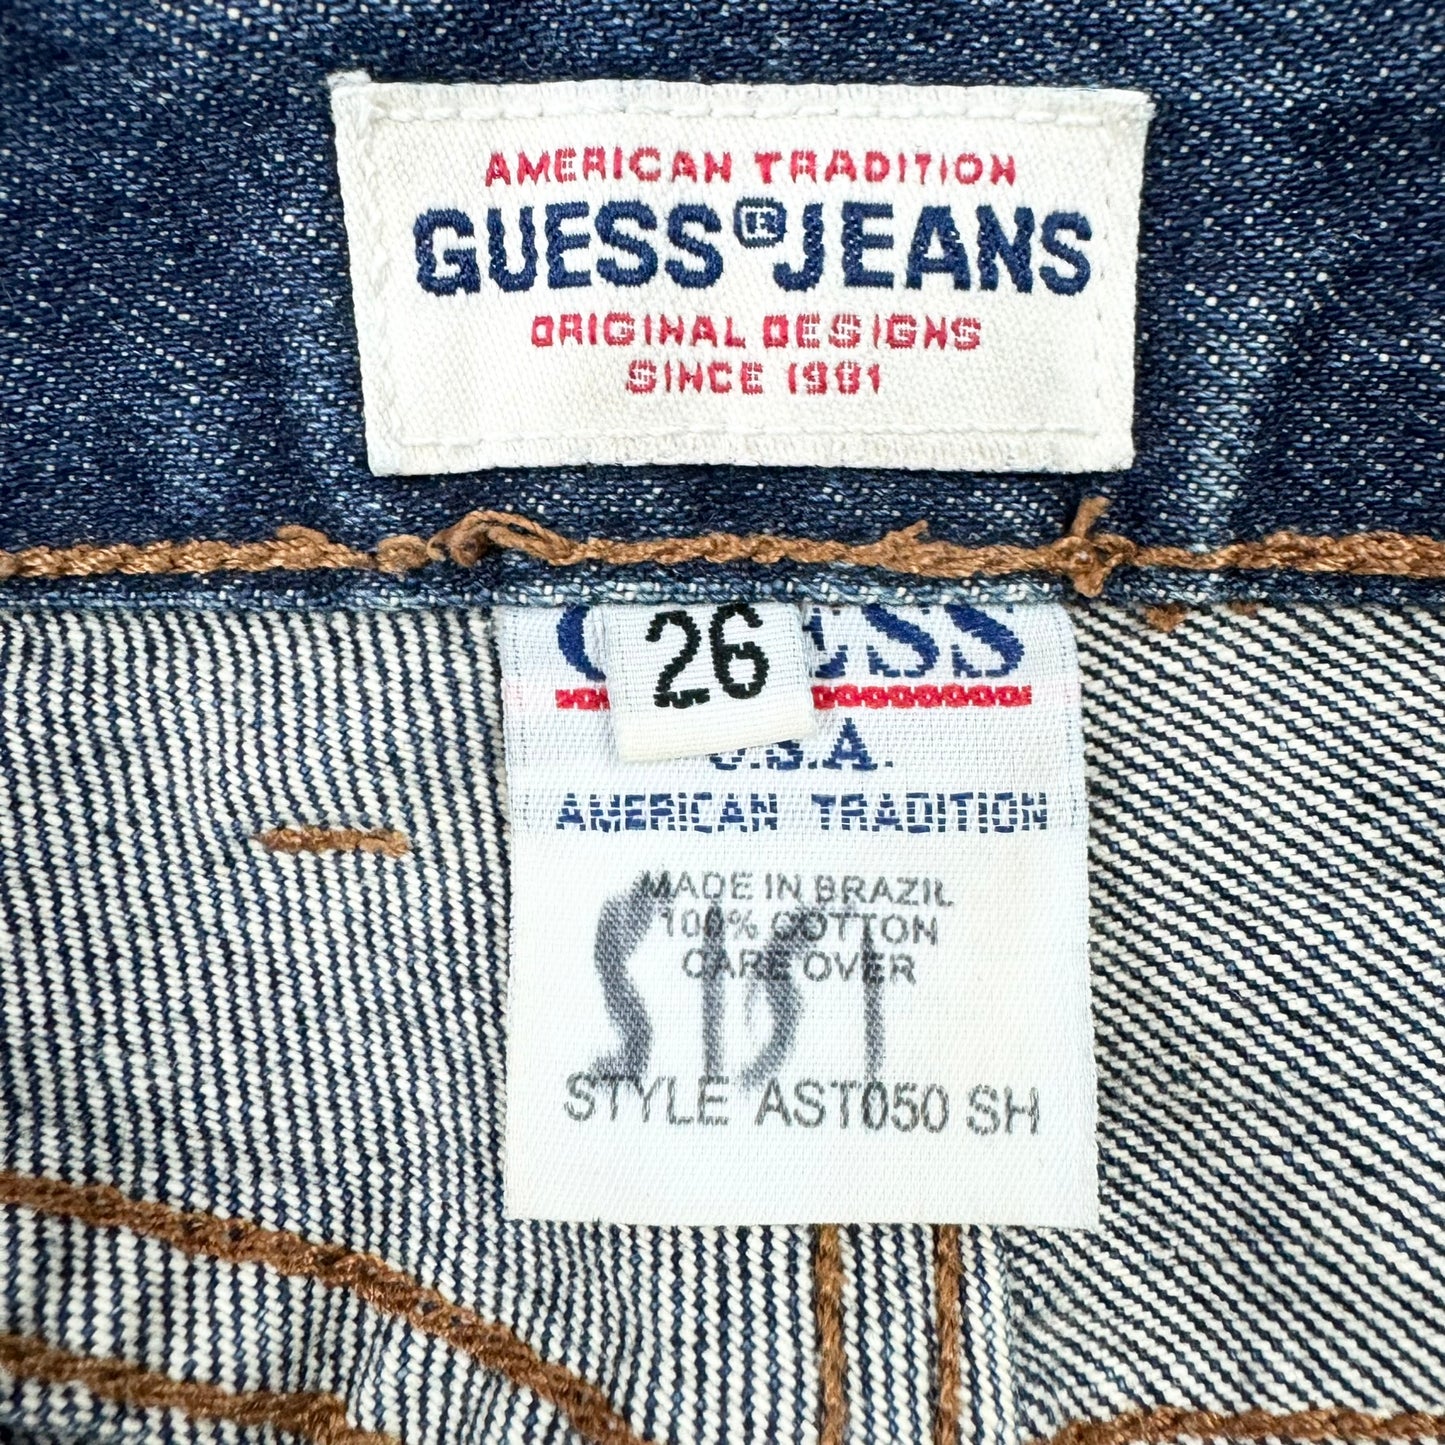 AMERICAN TRADITION
GUESS® JEANS
ORIGINAL DESIGNS
SINCE 1981
26
U.S.A.
AMERICAN TRADITION
MADE IN BRAZIL
100% COTTON
CARE OVER
STYLE AST050 SH